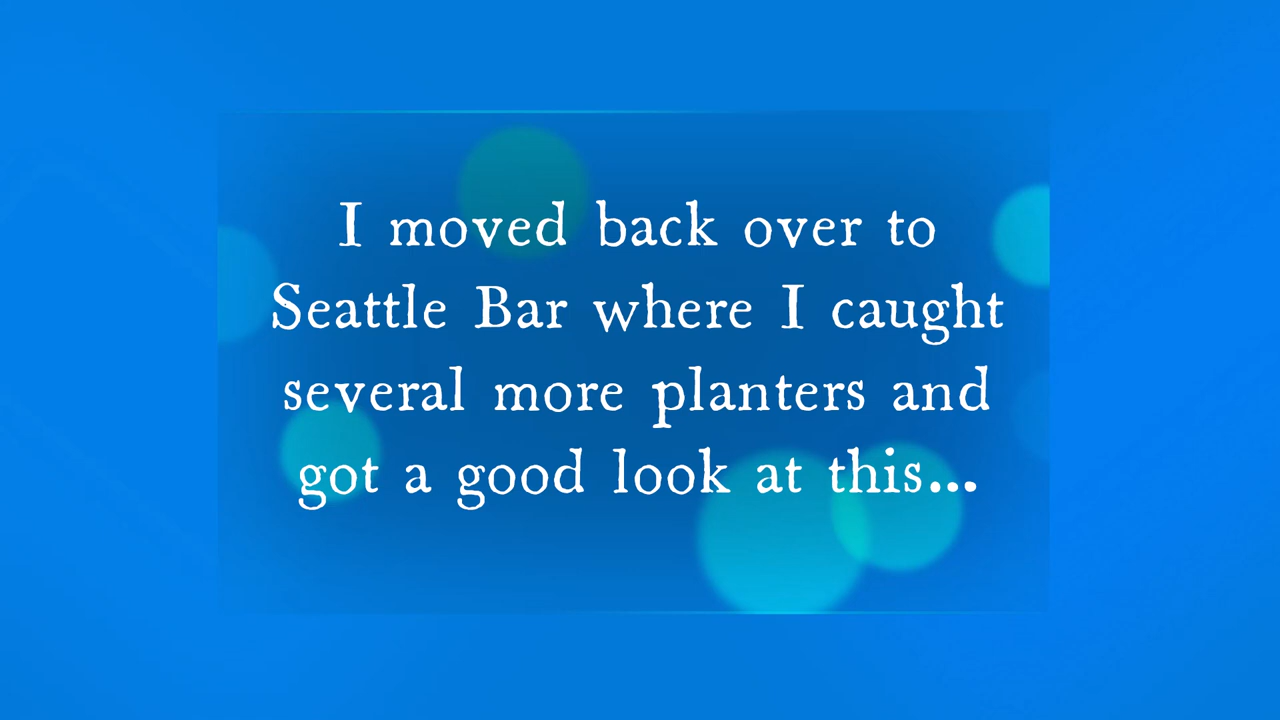 I moved back over to
Seattle Bar where I caught
several more planters and
got a good look at this...